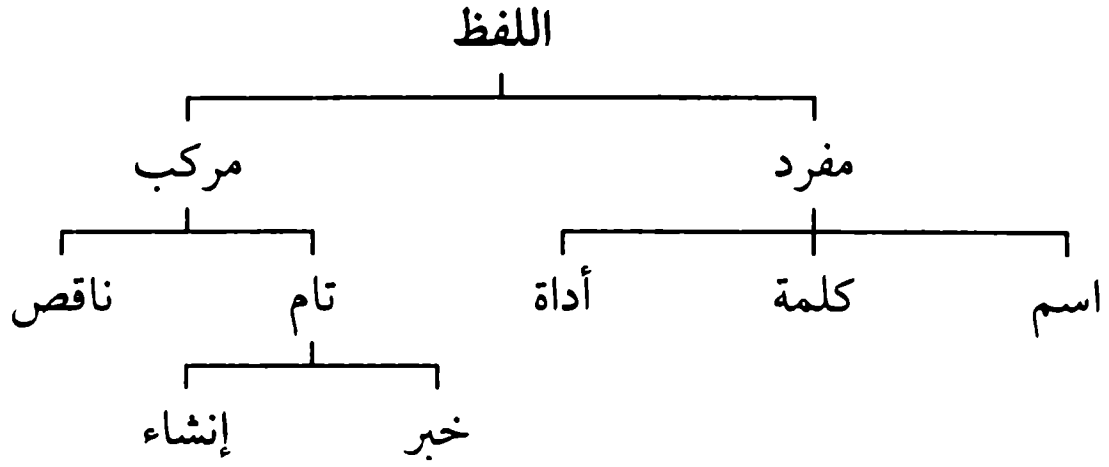 اللفظ
مفرد مركب
اسم كلمة أداة تام ناقص
خبر إنشاء